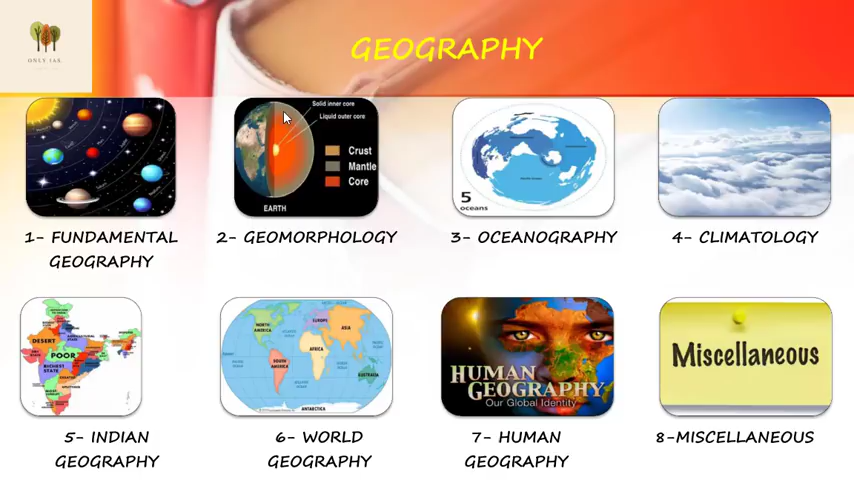 ONLY IAS
GEOGRAPHY
Solid inner core
Liquid outer core
Crust
Mantle
Core
EARTH
5
oceans
1- FUNDAMENTAL
GEOGRAPHY
2- GEOMORPHOLOGY
3- OCEANOGRAPHY
4- CLIMATOLOGY
DESERT
POOR
RICHEST
STATE
NORTH
AMERICA
EUROPE
ASIA
AFRICA
SOUTH
AMERICA
AUSTRALIA
ANTARCTICA
HUMAN
GEOGRAPHY
Our Global Identity
Miscellaneous
5- INDIAN
GEOGRAPHY
6- WORLD
GEOGRAPHY
7- HUMAN
GEOGRAPHY
8-MISCELLANEOUS